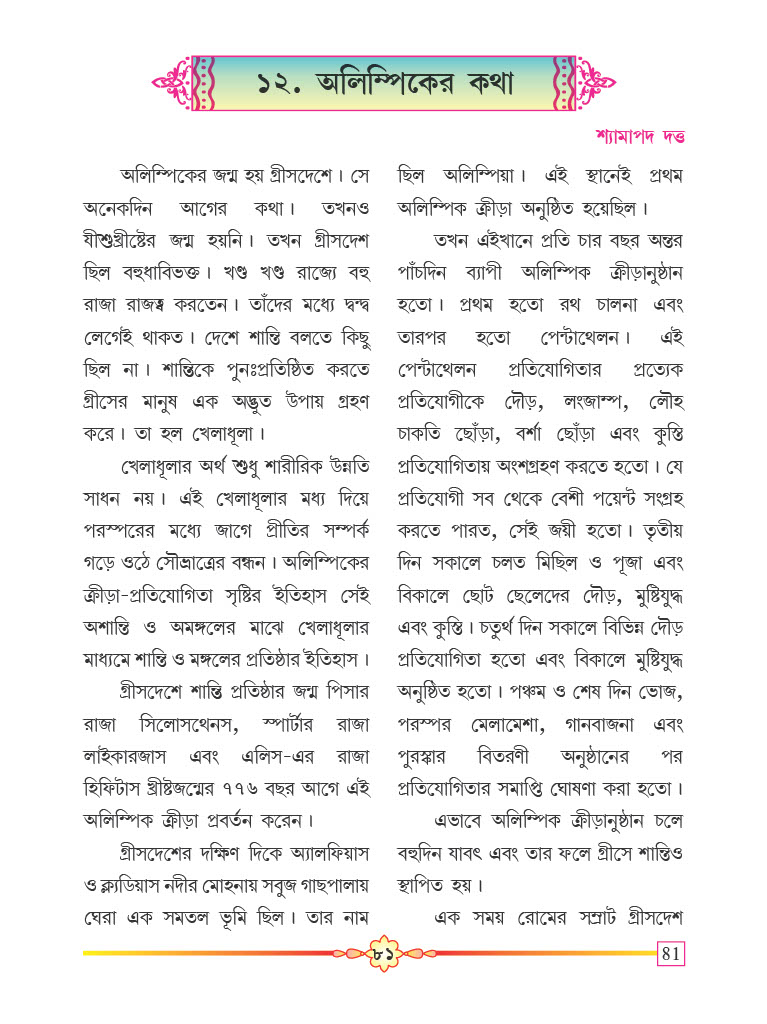 ১২. অলিম্পিকের কথা
শ্যামাপদ দত্ত
অলিম্পিকের জন্ম হয় গ্রীসদেশে। সে
অনেকদিন আগের কথা। তখনও
যীশুখ্রীষ্টের জন্ম হয়নি। তখন গ্রীসদেশ
ছিল বহুধাবিভক্ত। খণ্ড খণ্ড রাজ্যে বহু
রাজা রাজত্ব করতেন। তাঁদের মধ্যে দ্বন্দ্ব
লেগেই থাকত। দেশে শান্তি বলতে কিছু
ছিল না। শান্তিকে পুনঃপ্রতিষ্ঠিত করতে
গ্রীসের মানুষ এক অদ্ভুত উপায় গ্রহণ
করে। তা হল খেলাধূলা।
খেলাধূলার অর্থ শুধু শারীরিক উন্নতি
সাধন নয়। এই খেলাধূলার মধ্য দিয়ে
পরস্পরের মধ্যে জাগে প্রীতির সম্পর্ক
গড়ে ওঠে সৌভ্রাত্রের বন্ধন। অলিম্পিকের
ক্রীড়া-প্রতিযোগিতা সৃষ্টির ইতিহাস সেই
অশান্তি ও অমঙ্গলের মাঝে খেলাধূলার
মাধ্যমে শান্তি ও মঙ্গলের প্রতিষ্ঠার ইতিহাস।
গ্রীসদেশে শান্তি প্রতিষ্ঠার জন্ম পিসার
রাজা সিলোসথেনস, স্পার্টার রাজা
লাইকারজাস এবং এলিস-এর রাজা
হিফিটাস খ্রীষ্টজন্মের ৭৭৬ বছর আগে এই
অলিম্পিক ক্রীড়া প্রবর্তন করেন।
গ্রীসদেশের দক্ষিণ দিকে অ্যালফিয়াস
ও ক্ল্যডিয়াস নদীর মোহনায় সবুজ গাছপালায়
ঘেরা এক সমতল ভূমি ছিল। তার নাম
ছিল অলিম্পিয়া। এই স্থানেই প্রথম
অলিম্পিক ক্রীড়া অনুষ্ঠিত হয়েছিল।
তখন এইখানে প্রতি চার বছর অন্তর
পাঁচদিন ব্যাপী অলিম্পিক ক্রীড়ানুষ্ঠান
হতো। প্রথম হতো রথ চালনা এবং
তারপর হতো পেন্টাথেলন। এই
পেন্টাথেলন প্রতিযোগিতার প্রত্যেক
প্রতিযোগীকে দৌড়, লংজাম্প, লৌহ
চাকতি ছোঁড়া, বর্শা ছোঁড়া এবং কুস্তি
প্রতিযোগিতায় অংশগ্রহণ করতে হতো। যে
প্রতিযোগী সব থেকে বেশী পয়েন্ট সংগ্রহ
করতে পারত, সেই জয়ী হতো। তৃতীয়
দিন সকালে চলত মিছিল ও পূজা এবং
বিকালে ছোট ছেলেদের দৌড়, মুষ্টিযুদ্ধ
এবং কুস্তি। চতুর্থ দিন সকালে বিভিন্ন দৌড়
প্রতিযোগিতা হতো এবং বিকালে মুষ্টিযুদ্ধ
অনুষ্ঠিত হতো। পঞ্চম ও শেষ দিন ভোজ,
পরস্পর মেলামেশা, গানবাজনা এবং
পুরস্কার বিতরণী অনুষ্ঠানের পর
প্রতিযোগিতার সমাপ্তি ঘোষণা করা হতো।
এভাবে অলিম্পিক ক্রীড়ানুষ্ঠান চলে
বহুদিন যাবৎ এবং তার ফলে গ্রীসে শান্তিও
স্থাপিত হয়।
এক সময় রোমের সম্রাট গ্রীসদেশ
৮১
81